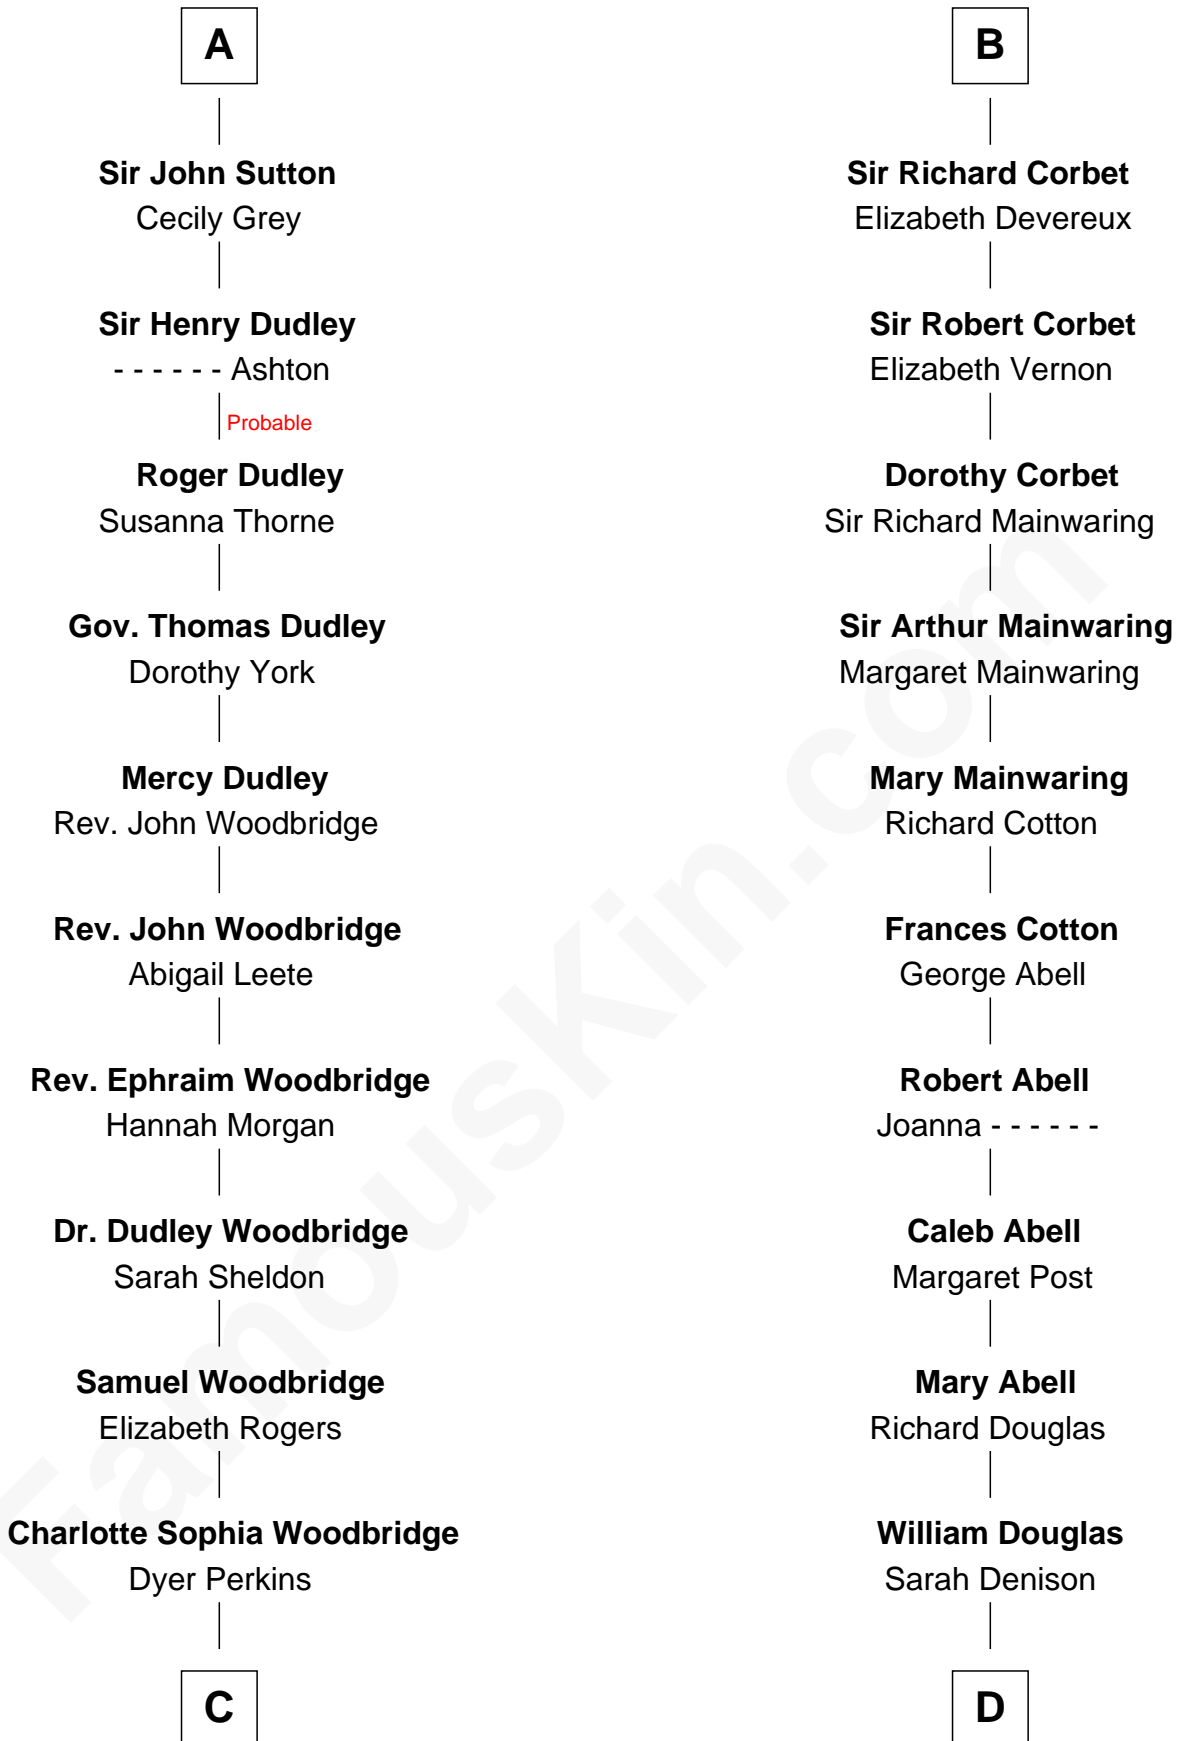 A
Sir John Sutton
Cecily Grey
Sir Henry Dudley
- - - - - - Ashton
Probable
Roger Dudley
Susanna Thorne
Gov. Thomas Dudley
Dorothy York
Mercy Dudley
Rev. John Woodbridge
Rev. John Woodbridge
Abigail Leete
Rev. Ephraim Woodbridge
Hannah Morgan
Dr. Dudley Woodbridge
Sarah Sheldon
Samuel Woodbridge
Elizabeth Rogers
Charlotte Sophia Woodbridge
Dyer Perkins
C
B
Sir Richard Corbet
Elizabeth Devereux
Sir Robert Corbet
Elizabeth Vernon
Dorothy Corbet
Sir Richard Mainwaring
Sir Arthur Mainwaring
Margaret Mainwaring
Mary Mainwaring
Richard Cotton
Frances Cotton
George Abell
Robert Abell
Joanna - - - - - -
Caleb Abell
Margaret Post
Mary Abell
Richard Douglas
William Douglas
Sarah Denison
D
FamousKin.com